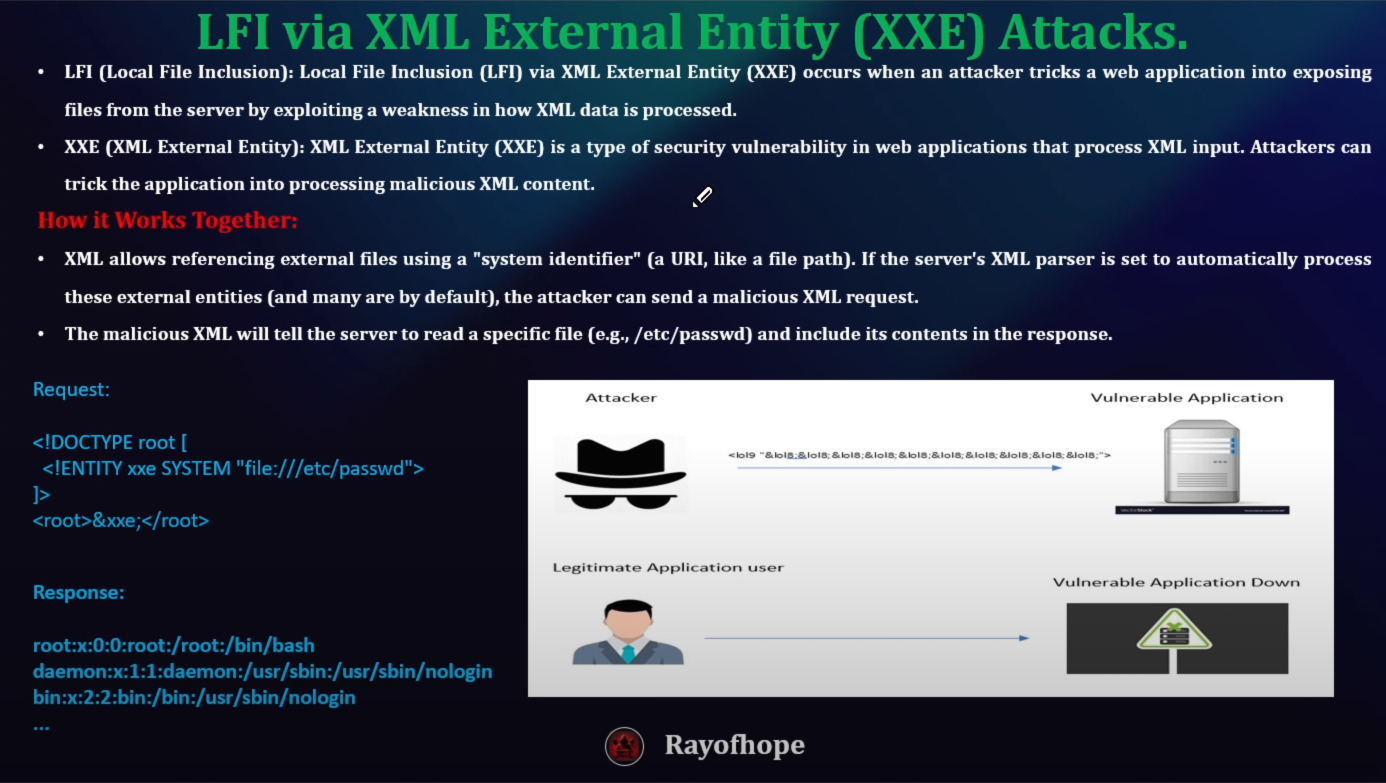 LFI via XML External Entity (XXE) Attacks.
• LFI (Local File Inclusion): Local File Inclusion (LFI) via XML External Entity (XXE) occurs when an attacker tricks a web application into exposing
files from the server by exploiting a weakness in how XML data is processed.
• XXE (XML External Entity): XML External Entity (XXE) is a type of security vulnerability in web applications that process XML input. Attackers can
trick the application into processing malicious XML content.
How it Works Together:
• XML allows referencing external files using a "system identifier" (a URI, like a file path). If the server's XML parser is set to automatically process
these external entities (and many are by default), the attacker can send a malicious XML request.
• The malicious XML will tell the server to read a specific file (e.g., /etc/passwd) and include its contents in the response.
Request:
<!DOCTYPE root [
<!ENTITY xxe SYSTEM "file:///etc/passwd">
]>
<root>&xxe;</root>
Response:
root:x:0:0:root:/root:/bin/bash
daemon:x:1:1:daemon:/usr/sbin:/usr/sbin/nologin
bin:x:2:2:bin:/bin:/usr/sbin/nologin
...
Attacker
Vulnerable Application
<lol9 "&lol8;&lol8;&lol8;&lol8;&lol8;&lol8;&lol8;&lol8;&lol8;&lol8;">
VectorStock
Legitimate Application user
Vulnerable Application Down
Rayofhope